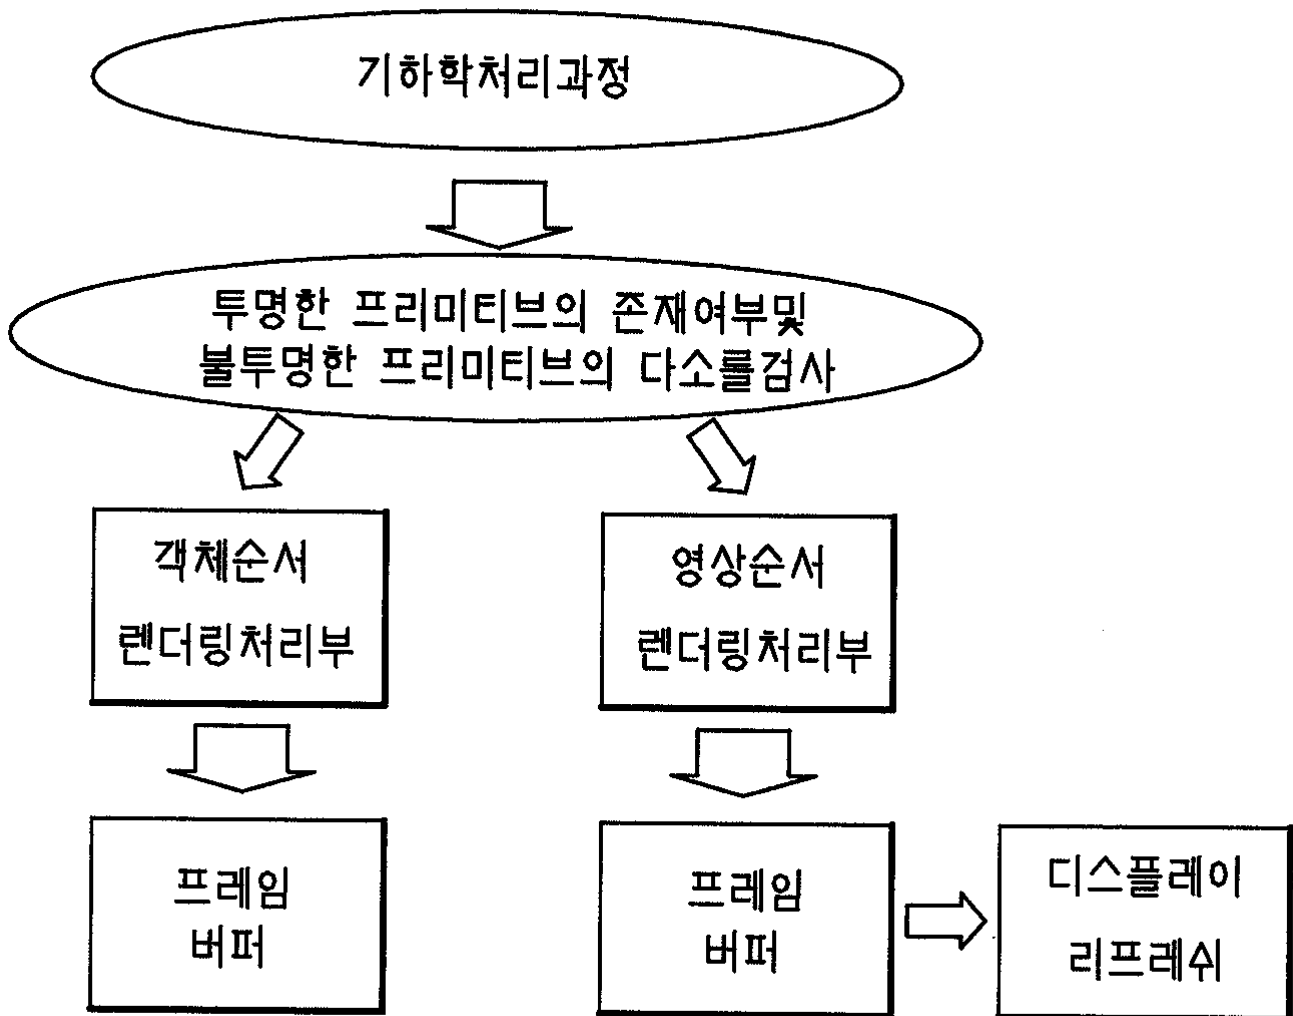 기하학처리과정
투명한 프리미티브의 존재여부및
불투명한 프리미티브의 다소를검사
객체순서
렌더링처리부
영상순서
렌더링처리부
프레임
버퍼
프레임
버퍼
디스플레이
리프레쉬